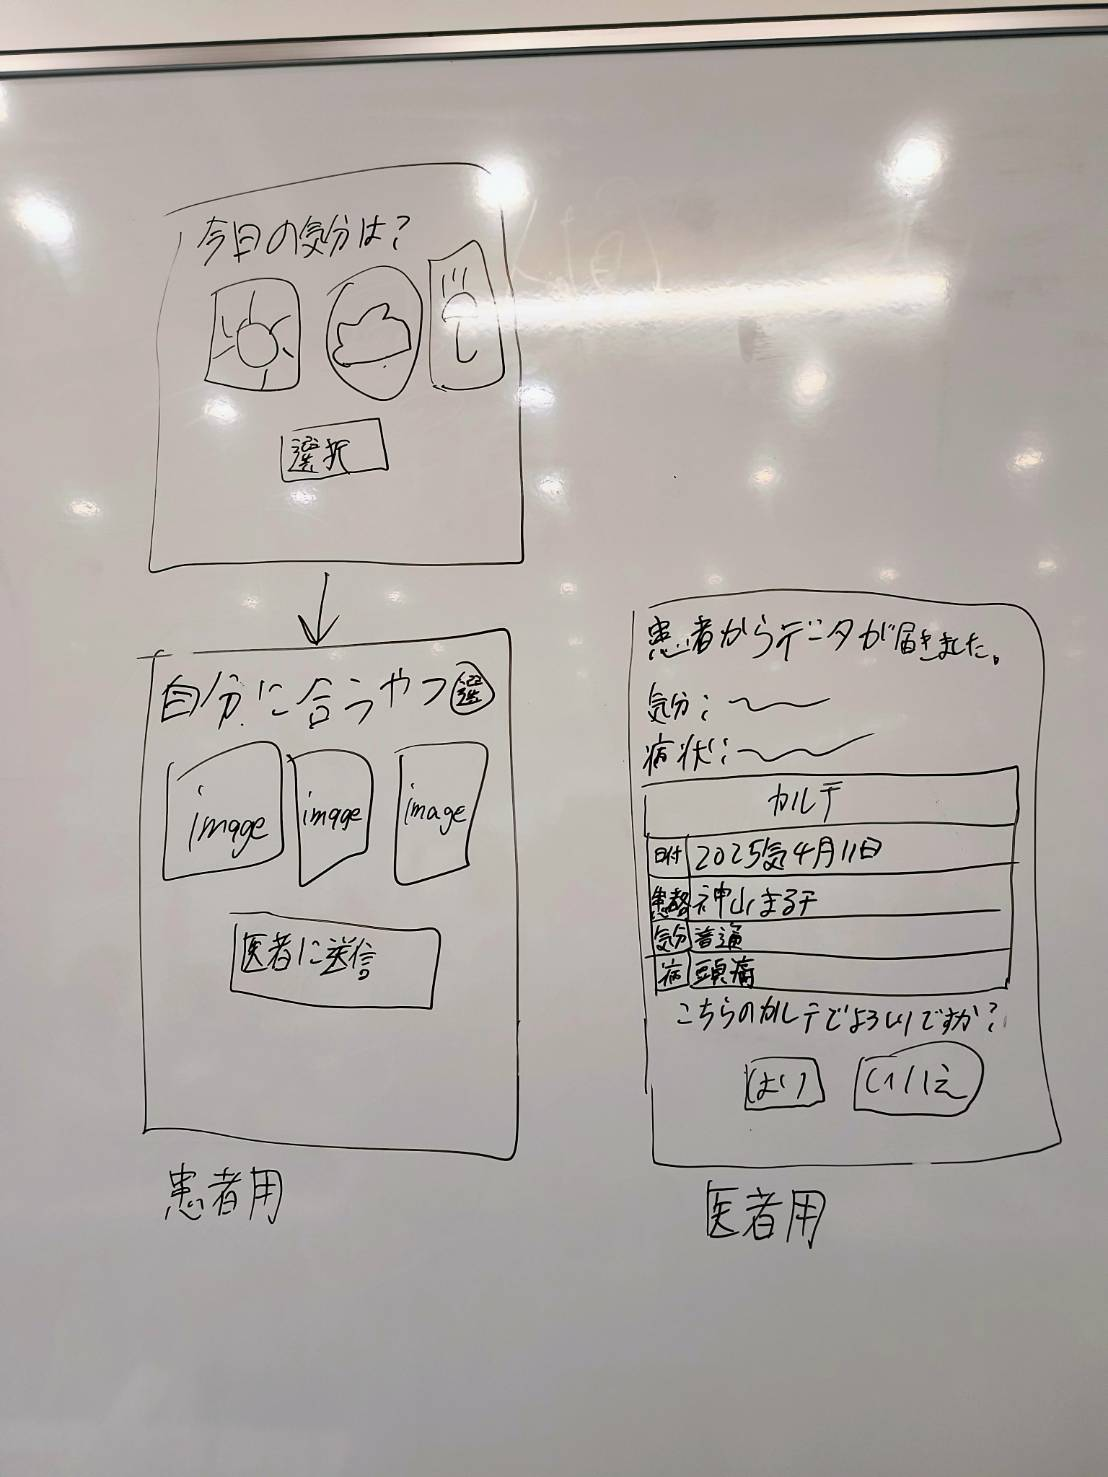 今日の気分は?
選択
自分に合うやつ選
image image image
医者に送信
患者用
患者からデータが届きました。
気分:
病状:
カルテ
日付 2025気4月11日
患者 神山まる子
気分 普通
病 頭痛
こちらのカルテでよろしいですか?
はい いいえ
医者用